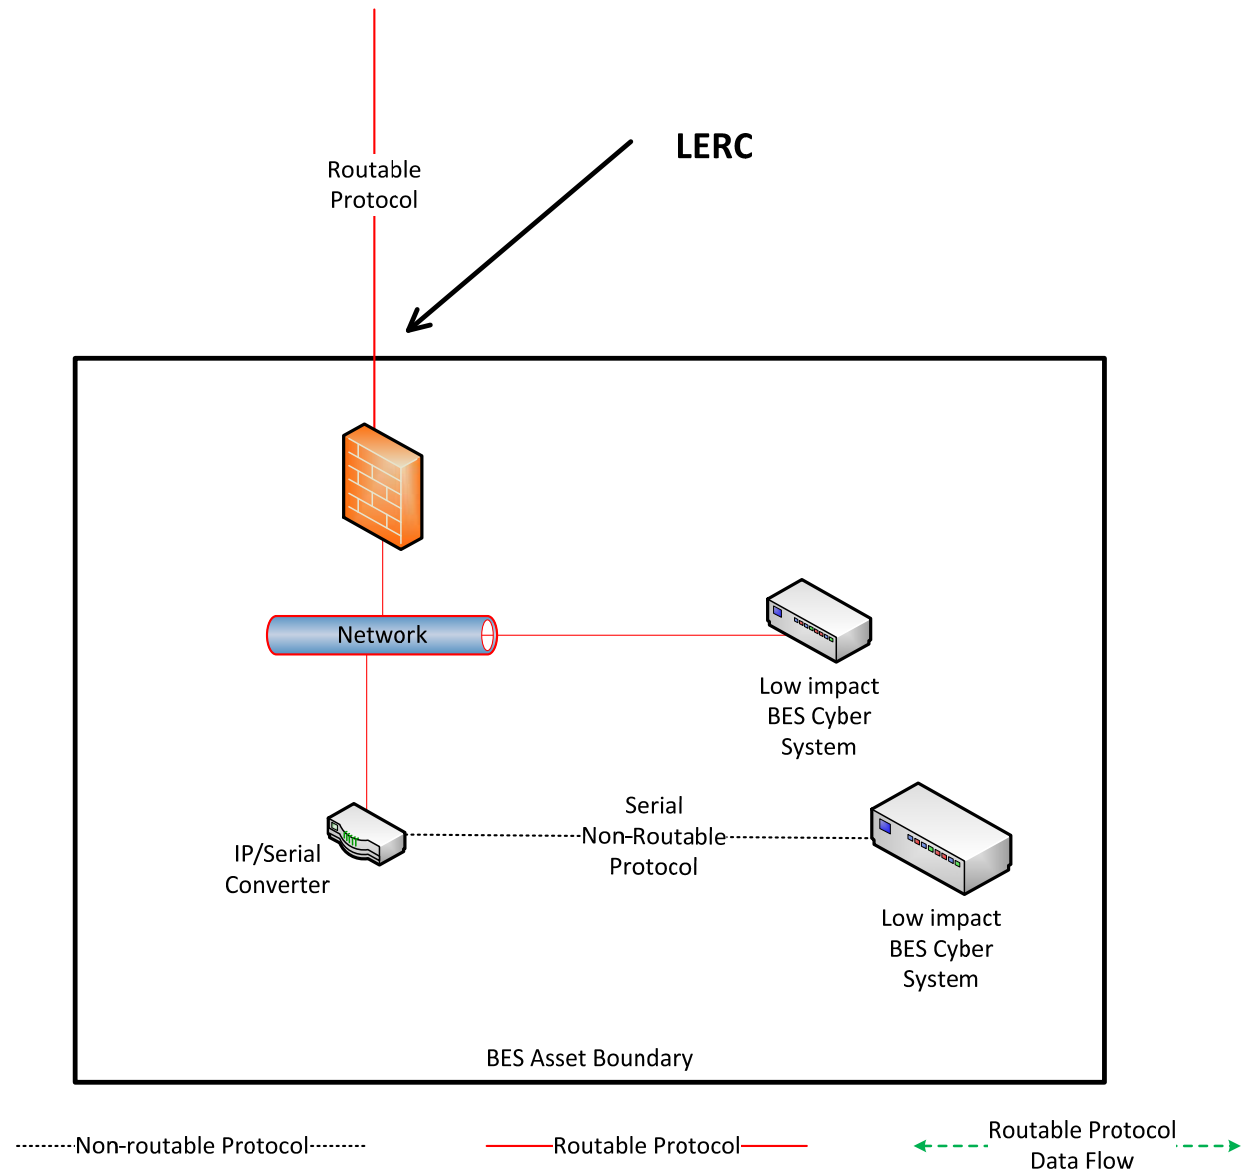 LERC
Routable
Protocol
Network
Low impact
BES Cyber
System
Serial
Non-Routable
Protocol
IP/Serial
Converter
Low impact
BES Cyber
System
BES Asset Boundary
Non-routable Protocol
Routable Protocol
Routable Protocol
Data Flow